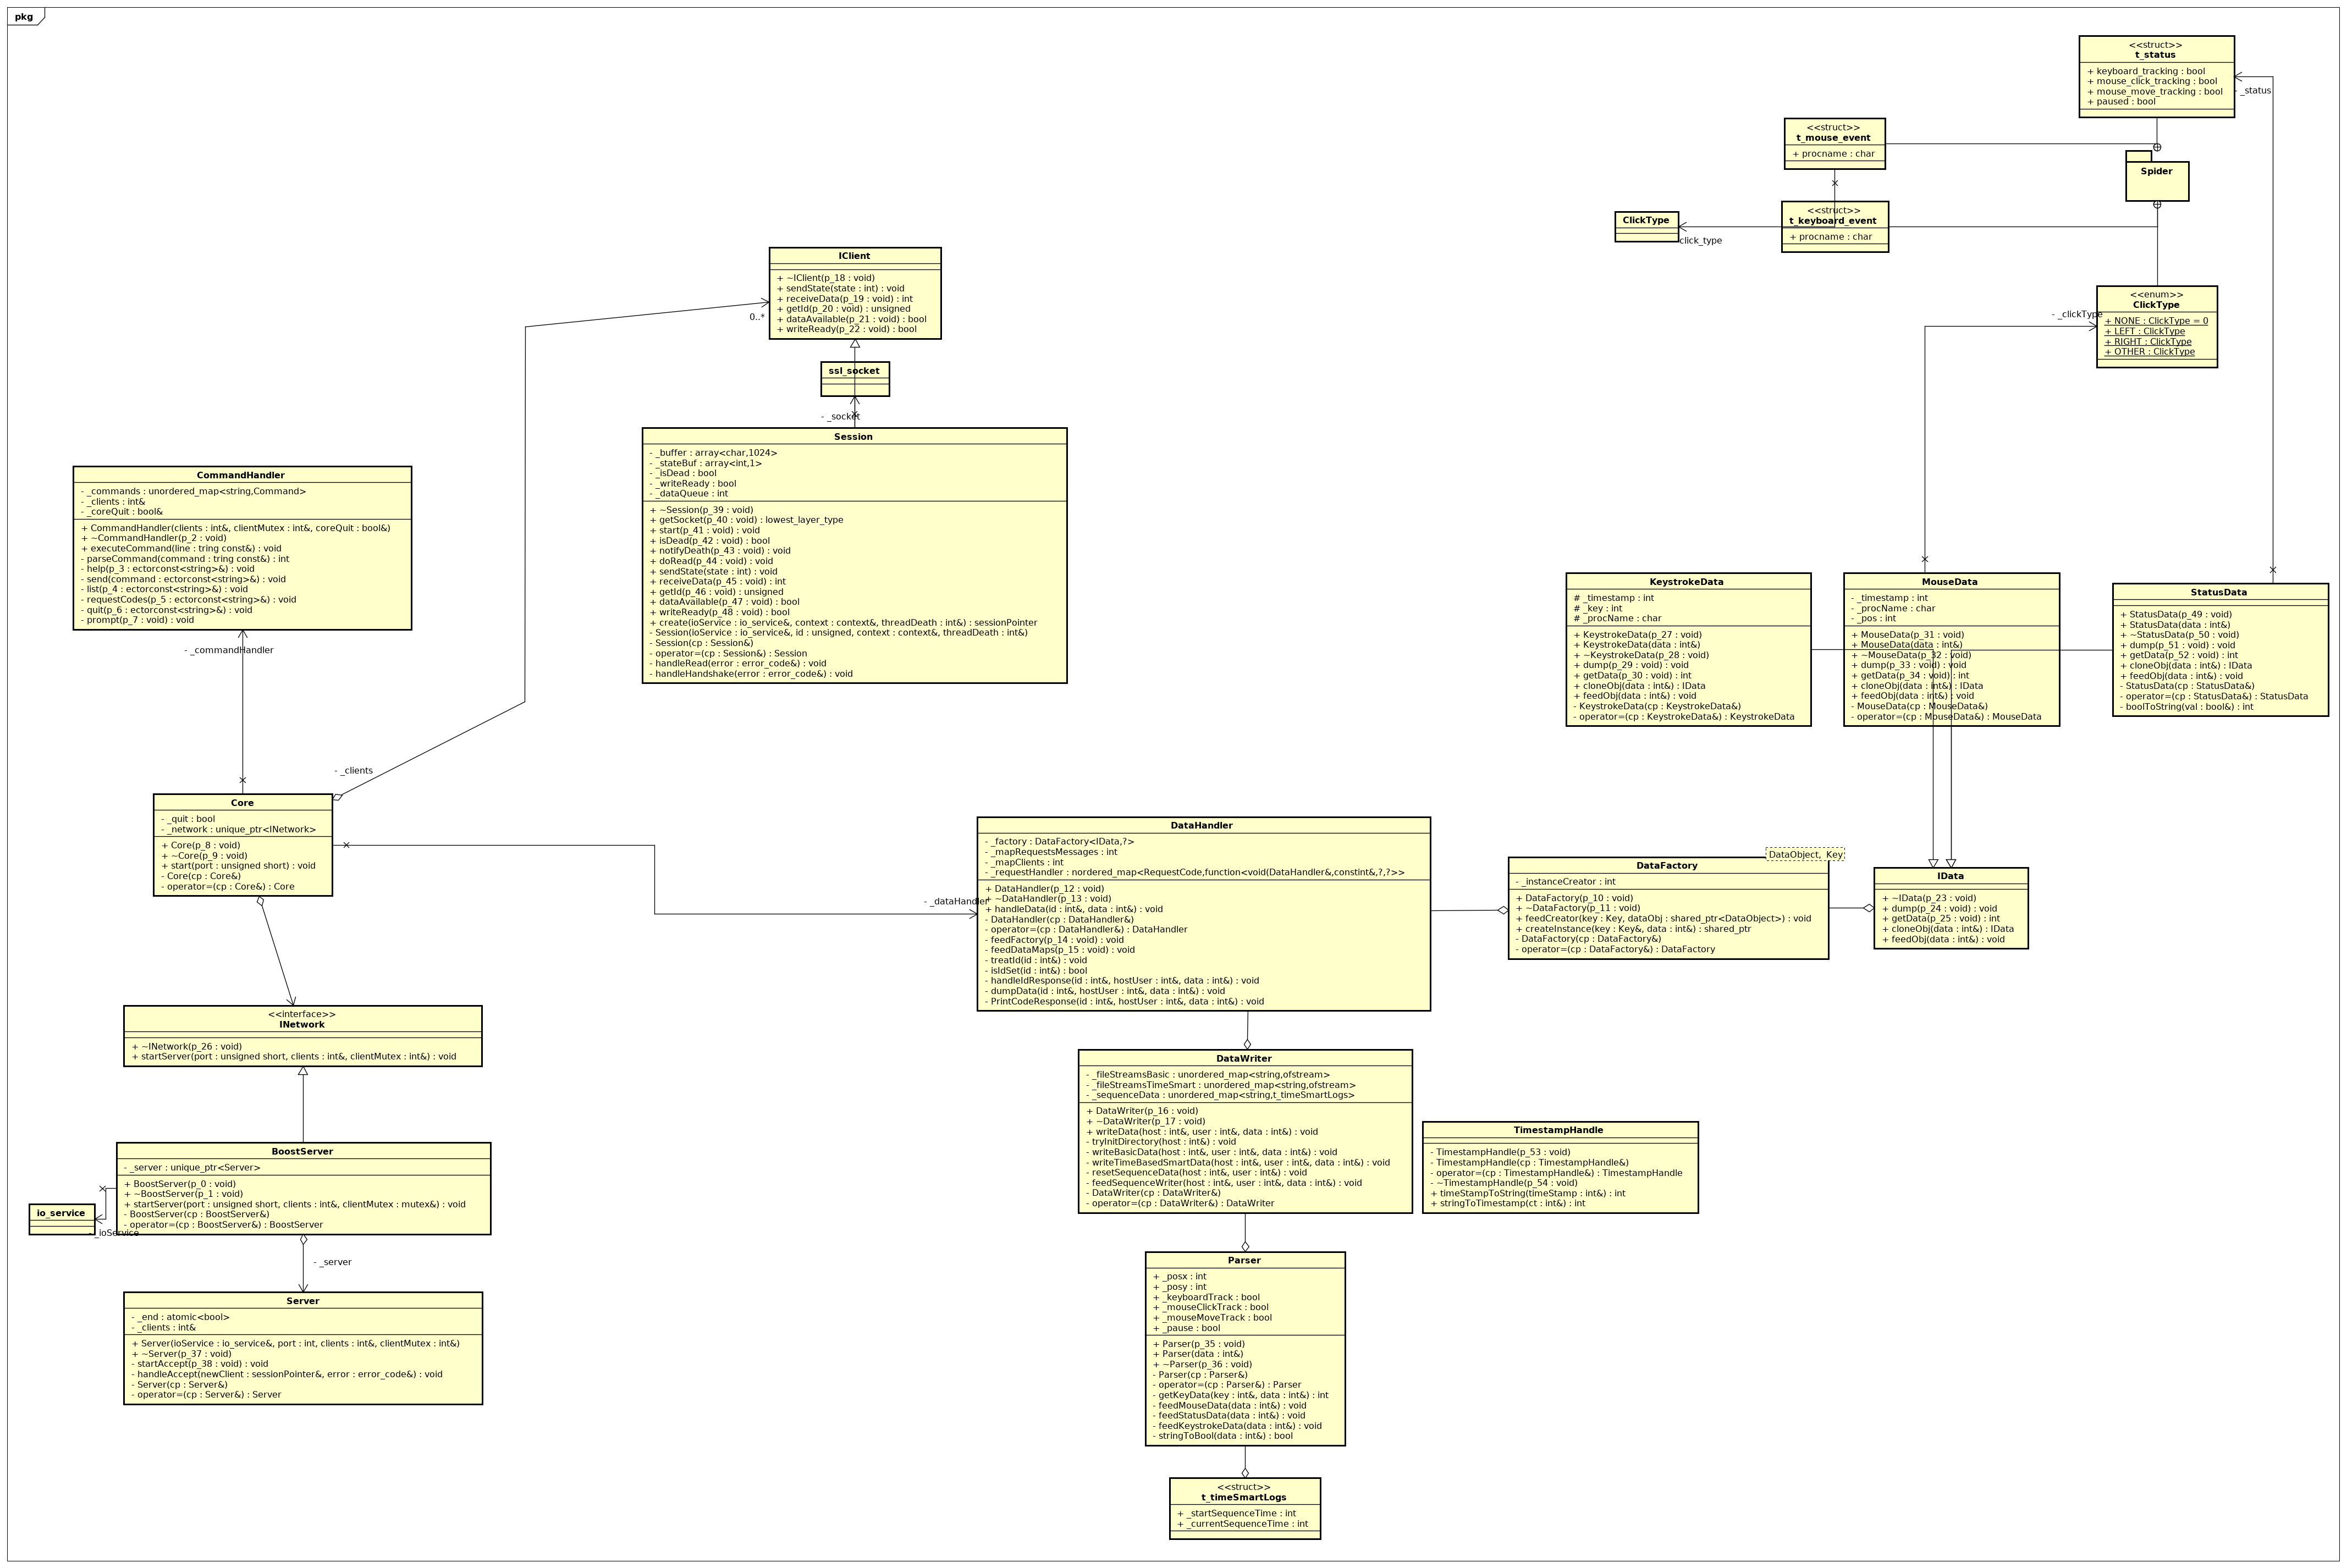 pkg
<<struct>>
t_status
+ keyboard_tracking : bool
+ mouse_click_tracking : bool
+ mouse_move_tracking : bool
+ paused : bool
- _status
<<struct>>
t_mouse_event
+ procname : char
Spider
<<struct>>
t_keyboard_event
+ procname : char
ClickType
click_type
<<enum>>
ClickType
+ NONE : ClickType = 0
+ LEFT : ClickType
+ RIGHT : ClickType
+ OTHER : ClickType
- _clickType
IClient
+ ~IClient(p_18 : void)
+ sendState(state : int) : void
+ receiveData(p_19 : void) : int
+ getId(p_20 : void) : unsigned
+ dataAvailable(p_21 : void) : bool
+ writeReady(p_22 : void) : bool
0..*
ssl_socket
- _socket
Session
- _buffer : array<char,1024>
- _stateBuf : array<int,1>
- _isDead : bool
- _writeReady : bool
- _dataQueue : int
+ ~Session(p_39 : void)
+ getSocket(p_40 : void) : lowest_layer_type
+ start(p_41 : void) : void
+ isDead(p_42 : void) : bool
+ notifyDeath(p_43 : void) : void
+ doRead(p_44 : void) : void
+ sendState(state : int) : void
+ receiveData(p_45 : void) : int
+ getId(p_46 : void) : unsigned
+ dataAvailable(p_47 : void) : bool
+ writeReady(p_48 : void) : bool
+ create(ioService : io_service&, context : context&, threadDeath : int&) : sessionPointer
- Session(ioService : io_service&, id : unsigned, context : context&, threadDeath : int&)
- Session(cp : Session&)
- operator=(cp : Session&) : Session
- handleRead(error : error_code&) : void
- handleHandshake(error : error_code&) : void
CommandHandler
- _commands : unordered_map<string,Command>
- _clients : int&
- _coreQuit : bool&
+ CommandHandler(clients : int&, clientMutex : int&, coreQuit : bool&)
+ ~CommandHandler(p_2 : void)
+ executeCommand(line : tring const&) : void
- parseCommand(command : tring const&) : int
- help(p_3 : ectorconst<string>&) : void
- send(command : ectorconst<string>&) : void
- list(p_4 : ectorconst<string>&) : void
- requestCodes(p_5 : ectorconst<string>&) : void
- quit(p_6 : ectorconst<string>&) : void
- prompt(p_7 : void) : void
- _commandHandler
- _clients
KeystrokeData
# _timestamp : int
# _key : int
# _procName : char
+ KeystrokeData(p_27 : void)
+ KeystrokeData(data : int&)
+ ~KeystrokeData(p_28 : void)
+ dump(p_29 : void) : void
+ getData(p_30 : void) : int
+ cloneObj(data : int&) : IData
+ feedObj(data : int&) : void
- KeystrokeData(cp : KeystrokeData&)
- operator=(cp : KeystrokeData&) : KeystrokeData
MouseData
- _timestamp : int
- _procName : char
- _pos : int
+ MouseData(p_31 : void)
+ MouseData(data : int&)
+ ~MouseData(p_32 : void)
+ dump(p_33 : void) : void
+ getData(p_34 : void) : int
+ cloneObj(data : int&) : IData
+ feedObj(data : int&) : void
- MouseData(cp : MouseData&)
- operator=(cp : MouseData&) : MouseData
StatusData
+ StatusData(p_49 : void)
+ StatusData(data : int&)
+ ~StatusData(p_50 : void)
+ dump(p_51 : void) : void
+ getData(p_52 : void) : int
+ cloneObj(data : int&) : IData
+ feedObj(data : int&) : void
- StatusData(cp : StatusData&)
- operator=(cp : StatusData&) : StatusData
- boolToString(val : bool&) : int
Core
- _quit : bool
- _network : unique_ptr<INetwork>
+ Core(p_8 : void)
+ ~Core(p_9 : void)
+ start(port : unsigned short) : void
- Core(cp : Core&)
- operator=(cp : Core&) : Core
- _dataHandler
DataHandler
- _factory : DataFactory<IData,?>
- _mapRequestsMessages : int
- _mapClients : int
- _requestHandler : nordered_map<RequestCode,function<void(DataHandler&,constint&,?,?>>
+ DataHandler(p_12 : void)
+ ~DataHandler(p_13 : void)
+ handleData(id : int&, data : int&) : void
- DataHandler(cp : DataHandler&)
- operator=(cp : DataHandler&) : DataHandler
- feedFactory(p_14 : void) : void
- feedDataMaps(p_15 : void) : void
- treatId(id : int&) : void
- isIdSet(id : int&) : bool
- handleIdResponse(id : int&, hostUser : int&, data : int&) : void
- dumpData(id : int&, hostUser : int&, data : int&) : void
- PrintCodeResponse(id : int&, hostUser : int&, data : int&) : void
DataObject, Key
DataFactory
- _instanceCreator : int
+ DataFactory(p_10 : void)
+ ~DataFactory(p_11 : void)
+ feedCreator(key : Key, dataObj : shared_ptr<DataObject>) : void
+ createInstance(key : Key&, data : int&) : shared_ptr
- DataFactory(cp : DataFactory&)
- operator=(cp : DataFactory&) : DataFactory
IData
+ ~IData(p_23 : void)
+ dump(p_24 : void) : void
+ getData(p_25 : void) : int
+ cloneObj(data : int&) : IData
+ feedObj(data : int&) : void
<<interface>>
INetwork
+ ~INetwork(p_26 : void)
+ startServer(port : unsigned short, clients : int&, clientMutex : int&) : void
DataWriter
- _fileStreamsBasic : unordered_map<string,ofstream>
- _fileStreamsTimeSmart : unordered_map<string,ofstream>
- _sequenceData : unordered_map<string,t_timeSmartLogs>
+ DataWriter(p_16 : void)
+ ~DataWriter(p_17 : void)
+ writeData(host : int&, user : int&, data : int&) : void
- tryInitDirectory(host : int&) : void
- writeBasicData(host : int&, user : int&, data : int&) : void
- writeTimeBasedSmartData(host : int&, user : int&, data : int&) : void
- resetSequenceData(host : int&, user : int&) : void
- feedSequenceWriter(host : int&, user : int&, data : int&) : void
- DataWriter(cp : DataWriter&)
- operator=(cp : DataWriter&) : DataWriter
TimestampHandle
- TimestampHandle(p_53 : void)
- TimestampHandle(cp : TimestampHandle&)
- operator=(cp : TimestampHandle&) : TimestampHandle
- ~TimestampHandle(p_54 : void)
+ timeStampToString(timeStamp : int&) : int
+ stringToTimestamp(ct : int&) : int
BoostServer
- _server : unique_ptr<Server>
+ BoostServer(p_0 : void)
+ ~BoostServer(p_1 : void)
+ startServer(port : unsigned short, clients : int&, clientMutex : mutex&) : void
- BoostServer(cp : BoostServer&)
- operator=(cp : BoostServer&) : BoostServer
io_service
- _ioService
- _server
Server
- _end : atomic<bool>
- _clients : int&
+ Server(ioService : io_service&, port : int, clients : int&, clientMutex : int&)
+ ~Server(p_37 : void)
- startAccept(p_38 : void) : void
- handleAccept(newClient : sessionPointer&, error : error_code&) : void
- Server(cp : Server&)
- operator=(cp : Server&) : Server
Parser
+ _posx : int
+ _posy : int
+ _keyboardTrack : bool
+ _mouseClickTrack : bool
+ _mouseMoveTrack : bool
+ _pause : bool
+ Parser(p_35 : void)
+ Parser(data : int&)
+ ~Parser(p_36 : void)
- Parser(cp : Parser&)
- operator=(cp : Parser&) : Parser
- getKeyData(key : int&, data : int&) : int
- feedMouseData(data : int&) : void
- feedStatusData(data : int&) : void
- feedKeystrokeData(data : int&) : void
- stringToBool(data : int&) : bool
<<struct>>
t_timeSmartLogs
+ _startSequenceTime : int
+ _currentSequenceTime : int